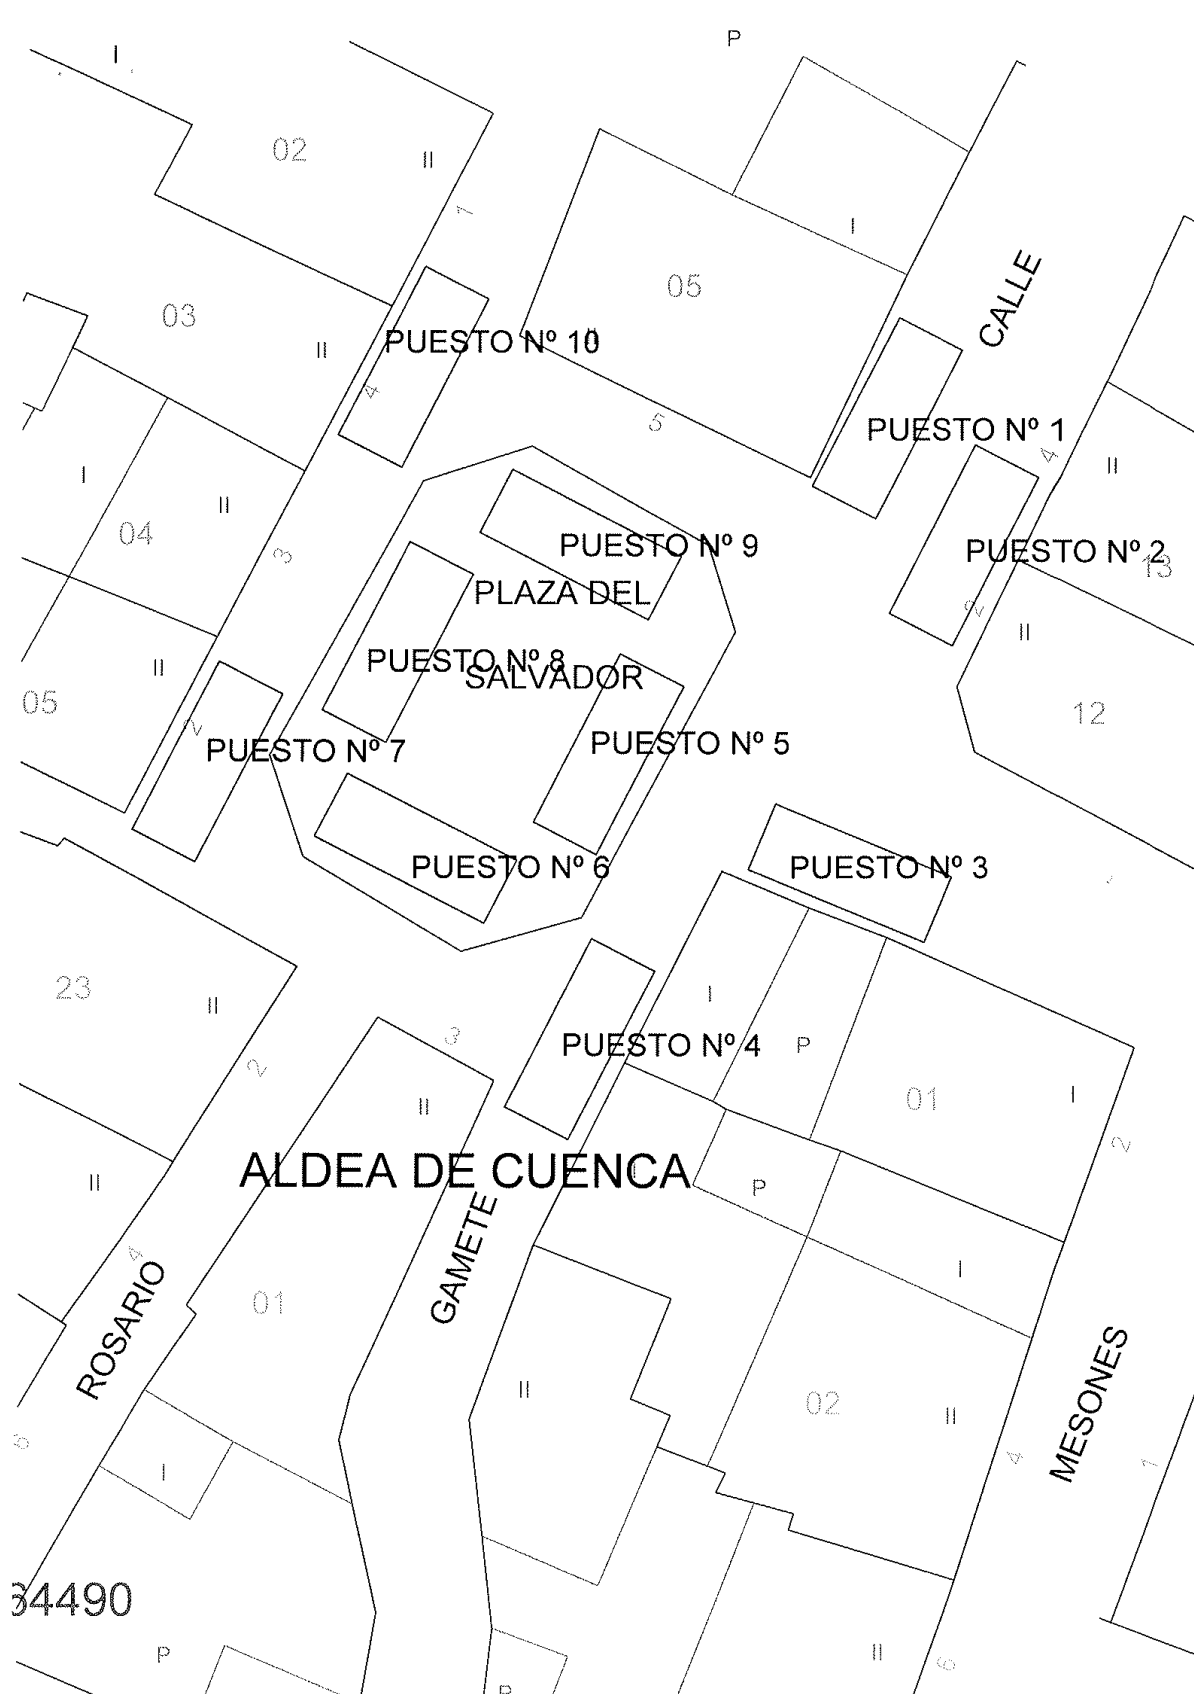 P
I
02
II
1
I
05
CALLE
03
II
PUESTO Nº 10
4
5
PUESTO Nº 1
4
II
I
II
04
3
PUESTO Nº 9
PUESTO Nº 2
13
PLAZA DEL
2
II
PUESTO Nº 8
SALVADOR
II
05
2
12
PUESTO Nº 7
PUESTO Nº 5
PUESTO Nº 6
PUESTO Nº 3
23
II
I
3
PUESTO Nº 4
P
2
II
01
I
2
ALDEA DE CUENCA
II
P
GAMETE
4
I
ROSARIO
01
MESONES
II
02
II
6
4
1
I
34490
P
II
6
P